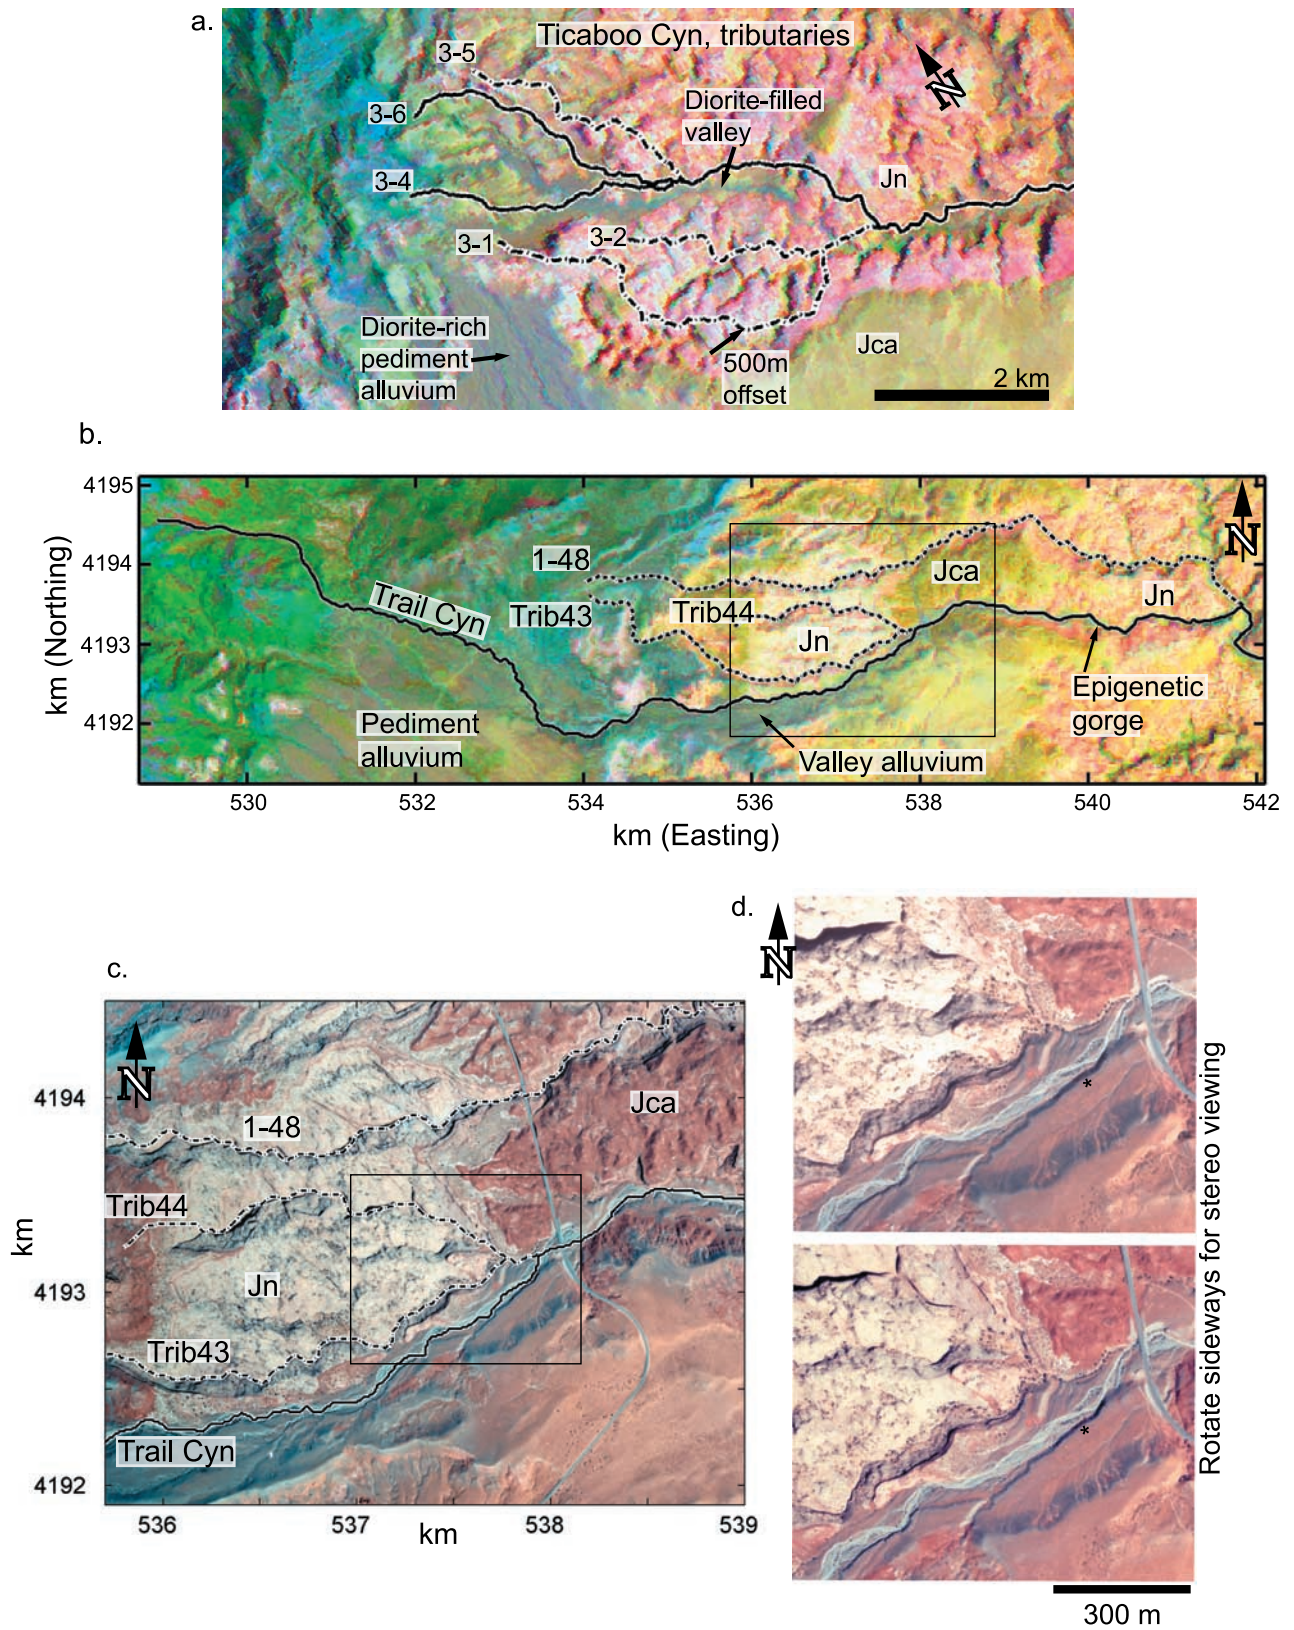 a.
Ticaboo Cyn, tributaries
3-5
N
Diorite-filled
valley
3-6
3-4
Jn
3-2
3-1
Diorite-rich
pediment
alluvium
500m
offset
Jca
2 km
b.
km (Northing)
4195
4194
4193
4192
N
1-48
Jca
Trail Cyn
Trib43
Trib44
Jn
Jn
Epigenetic
gorge
Pediment
alluvium
Valley alluvium
530
532
534
536
538
540
542
km (Easting)
c.
N
km
4194
4193
4192
Jca
1-48
Trib44
Jn
Trib43
Trail Cyn
536
537
538
539
km
d.
N
*
*
Rotate sideways for stereo viewing
300 m